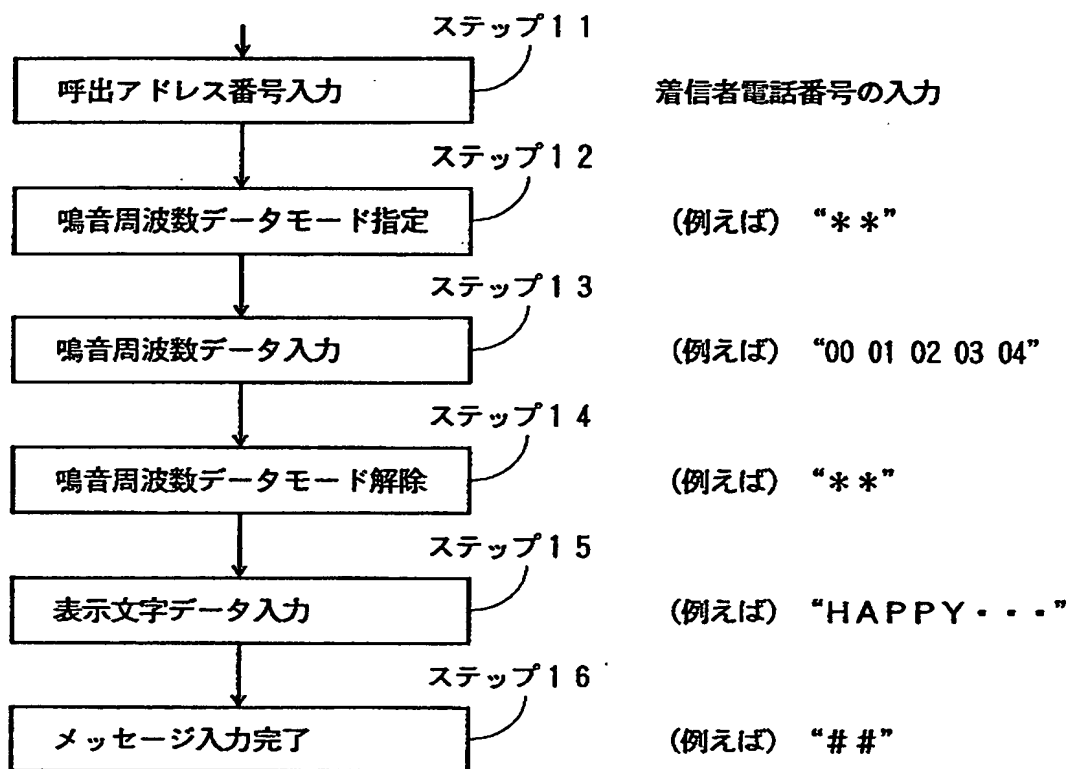 ステップ11
呼出アドレス番号入力 着信者電話番号の入力
ステップ12
鳴音周波数データモード指定 (例えば) “**”
ステップ13
鳴音周波数データ入力 (例えば) “00 01 02 03 04”
ステップ14
鳴音周波数データモード解除 (例えば) “**”
ステップ15
表示文字データ入力 (例えば) “HAPPY・・・”
ステップ16
メッセージ入力完了 (例えば) “##”